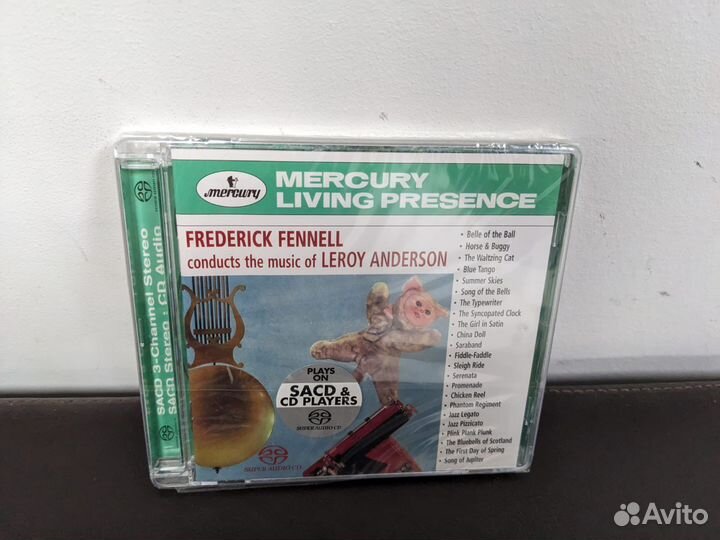 SACD 3-Channel Stereo
SACD Stereo : CD Audio
mercury
MERCURY
LIVING PRESENCE
FREDERICK FENNELL
conducts the music of LEROY ANDERSON
• Belle of the Ball
• Horse & Buggy
• The Waltzing Cat
• Blue Tango
• Summer Skies
• Song of the Bells
• The Typewriter
• The Syncopated Clock
• The Girl in Satin
• China Doll
• Saraband
• Fiddle-Faddle
• Sleigh Ride
• Serenata
• Promenade
• Chicken Reel
• Phantom Regiment
• Jazz Legato
• Jazz Pizzicato
• Plink Plank Plunk
• The Bluebells of Scotland
• The First Day of Spring
• Song of Jupiter
PLAYS
ON
SACD &
CD PLAYERS
SUPER AUDIO CD
SUPER AUDIO CD
Avito